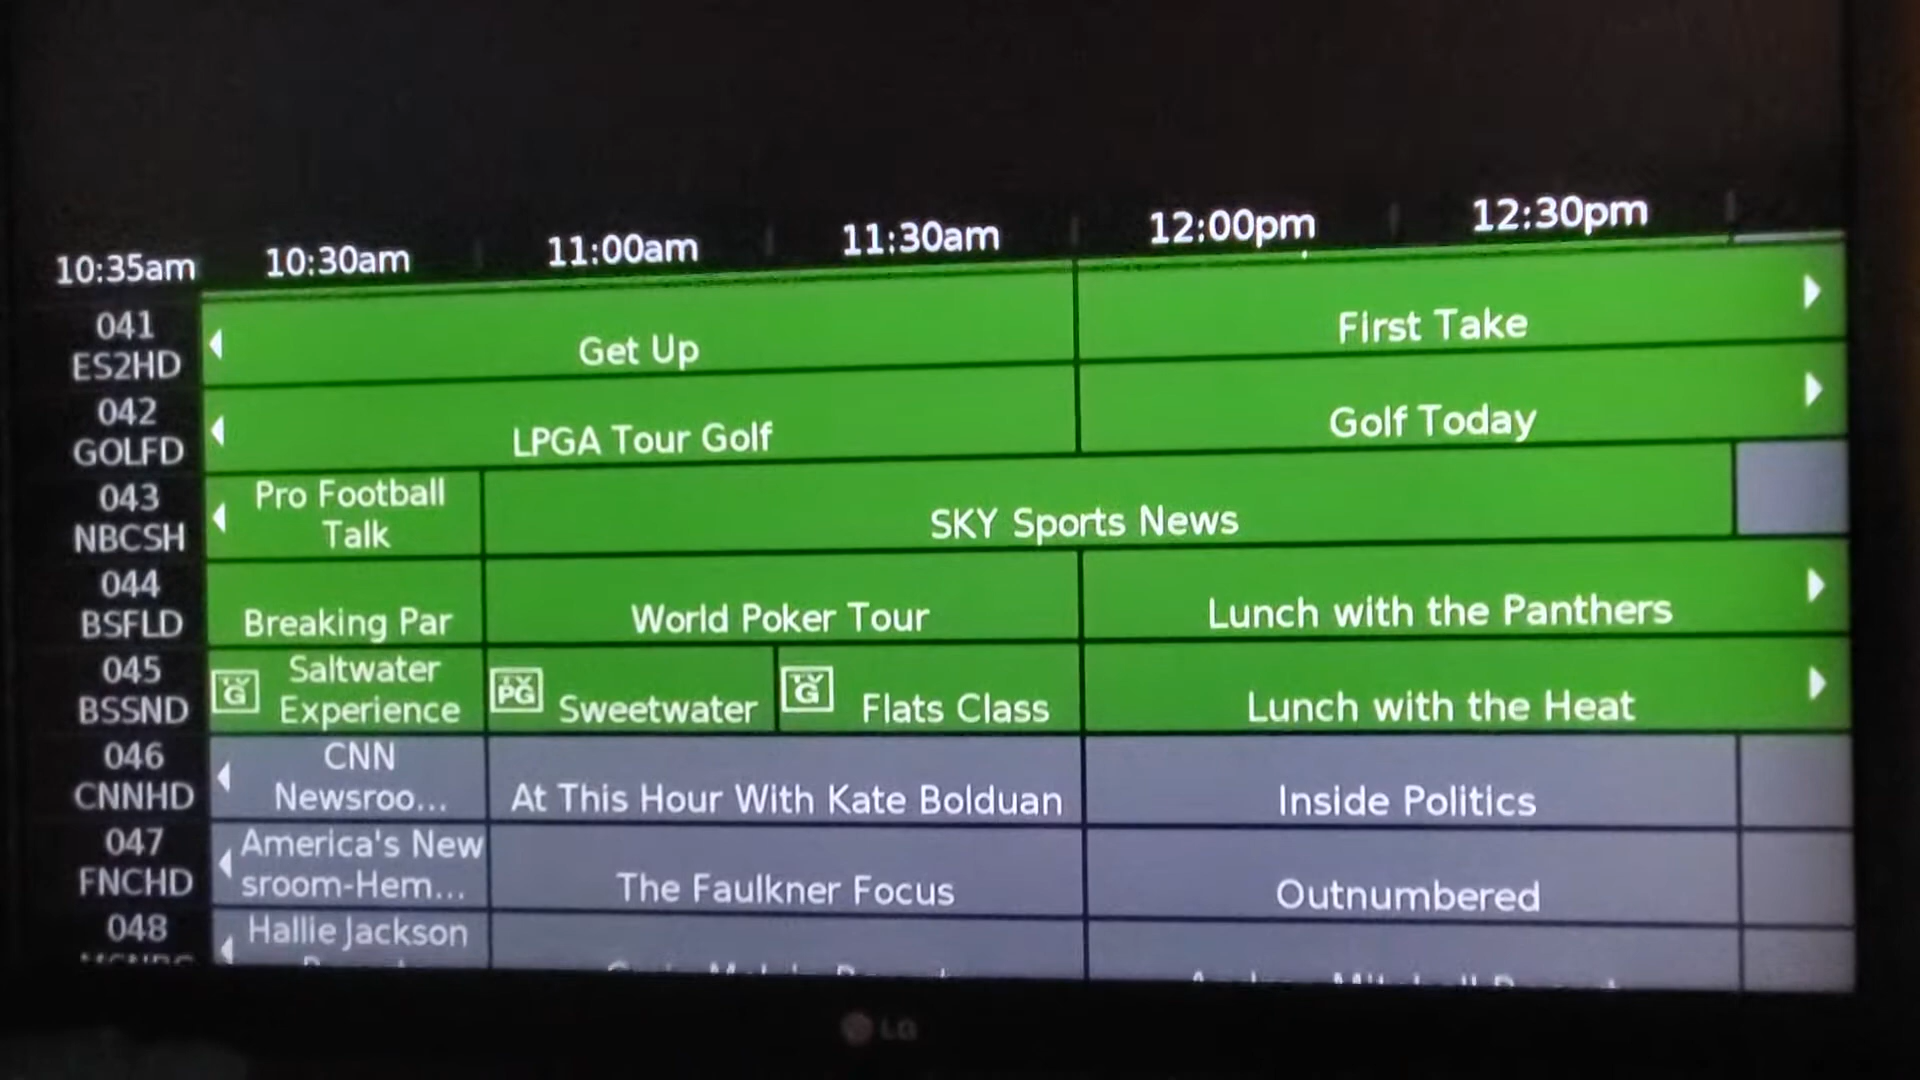 10:35am 10:30am 11:00am 11:30am 12:00pm 12:30pm
041
ES2HD
Get Up
First Take
042
GOLFD
LPGA Tour Golf
Golf Today
043
NBCSH
Pro Football
Talk
SKY Sports News
044
BSFLD
Breaking Par
World Poker Tour
Lunch with the Panthers
045
BSSND
TV
G
Saltwater
Experience
TV
PG
Sweetwater
TV
G
Flats Class
Lunch with the Heat
046
CNNHD
CNN
Newsroo...
At This Hour With Kate Bolduan
Inside Politics
047
FNCHD
America's New
sroom-Hem...
The Faulkner Focus
Outnumbered
048
Hallie Jackson
LG